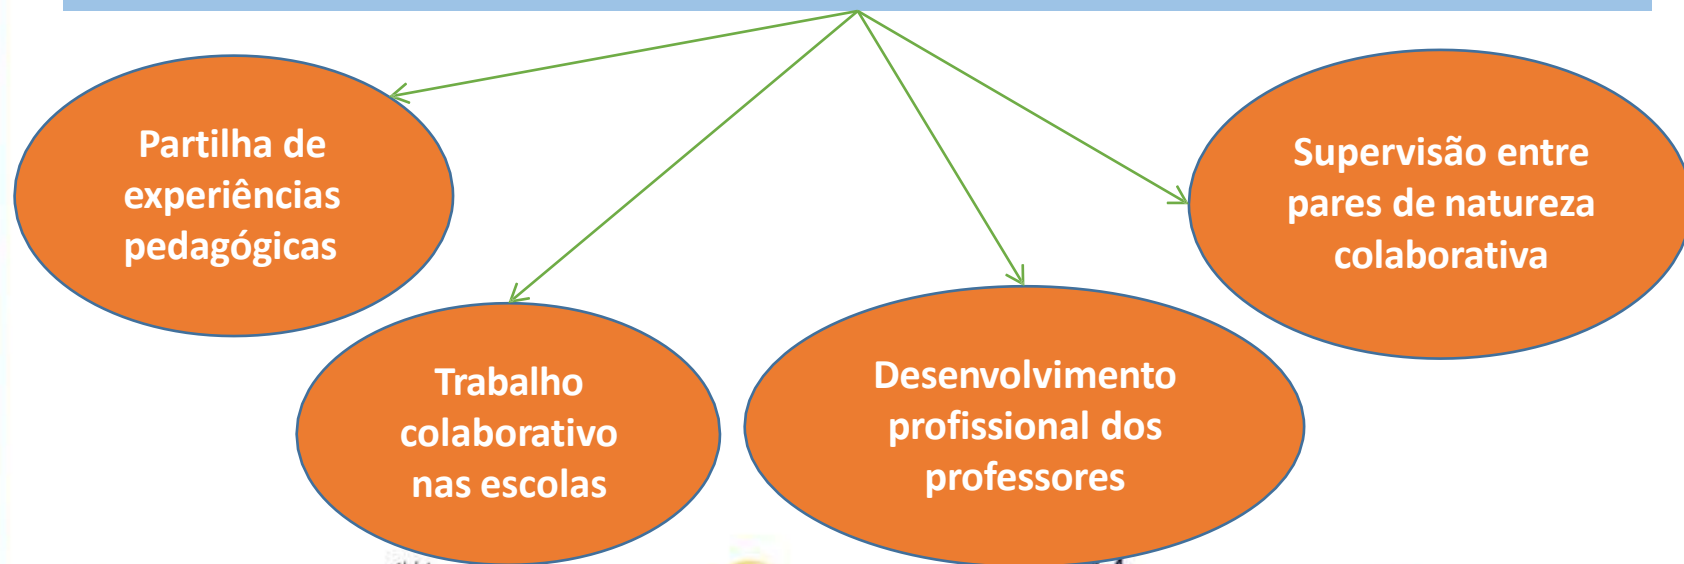 Partilha de
experiências
pedagógicas
Trabalho
colaborativo
nas escolas
Desenvolvimento
profissional dos
professores
Supervisão entre
pares de natureza
colaborativa